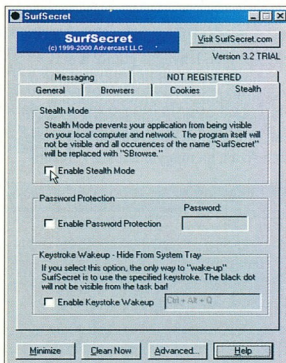 SurfSecret
SurfSecret
(c) 1999-2000 Advercast LLC
Visit SurfSecret.com
Version 3.2 TRIAL
Messaging
NOT REGISTERED
General
Browsers
Cookies
Stealth
Stealth Mode
Stealth Mode prevents your application from being visible
on your local computer and network. The program itself will
not be visible and all occurences of the name "SurfSecret"
will be replaced with "SBrowse."
Enable Stealth Mode
Password Protection
Password:
Enable Password Protection
Keystroke Wakeup - Hide From System Tray
If you select this option, the only way to "wake-up"
SurfSecret is to use the specified keystroke. The black dot
will not be visible from the task bar!
Enable Keystoke Wakeup
Ctrl + Alt + Q
Minimize
Clean Now
Advanced...
Help